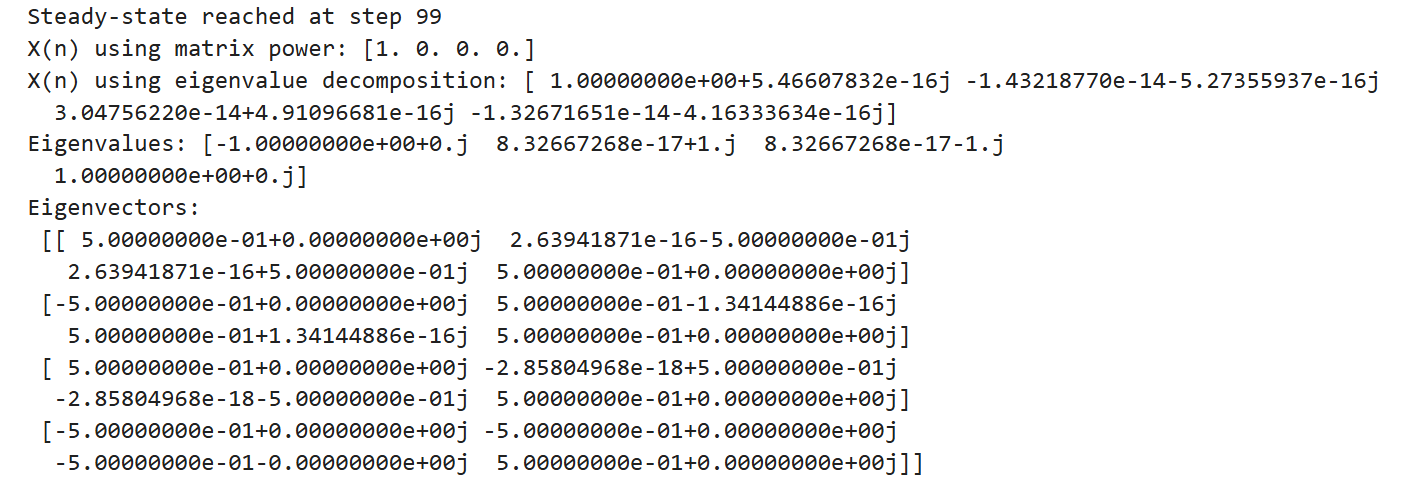 Steady-state reached at step 99
X(n) using matrix power: [1. 0. 0. 0.]
X(n) using eigenvalue decomposition: [ 1.00000000e+00+5.46607832e-16j -1.43218770e-14-5.27355937e-16j
  3.04756220e-14+4.91096681e-16j -1.32671651e-14-4.16333634e-16j]
Eigenvalues: [-1.00000000e+00+0.j  8.32667268e-17+1.j  8.32667268e-17-1.j
  1.00000000e+00+0.j]
Eigenvectors:
 [[ 5.00000000e-01+0.00000000e+00j  2.63941871e-16-5.00000000e-01j
   2.63941871e-16+5.00000000e-01j  5.00000000e-01+0.00000000e+00j]
 [-5.00000000e-01+0.00000000e+00j  5.00000000e-01-1.34144886e-16j
   5.00000000e-01+1.34144886e-16j  5.00000000e-01+0.00000000e+00j]
 [ 5.00000000e-01+0.00000000e+00j -2.85804968e-18+5.00000000e-01j
  -2.85804968e-18-5.00000000e-01j  5.00000000e-01+0.00000000e+00j]
 [-5.00000000e-01+0.00000000e+00j -5.00000000e-01+0.00000000e+00j
  -5.00000000e-01-0.00000000e+00j  5.00000000e-01+0.00000000e+00j]]